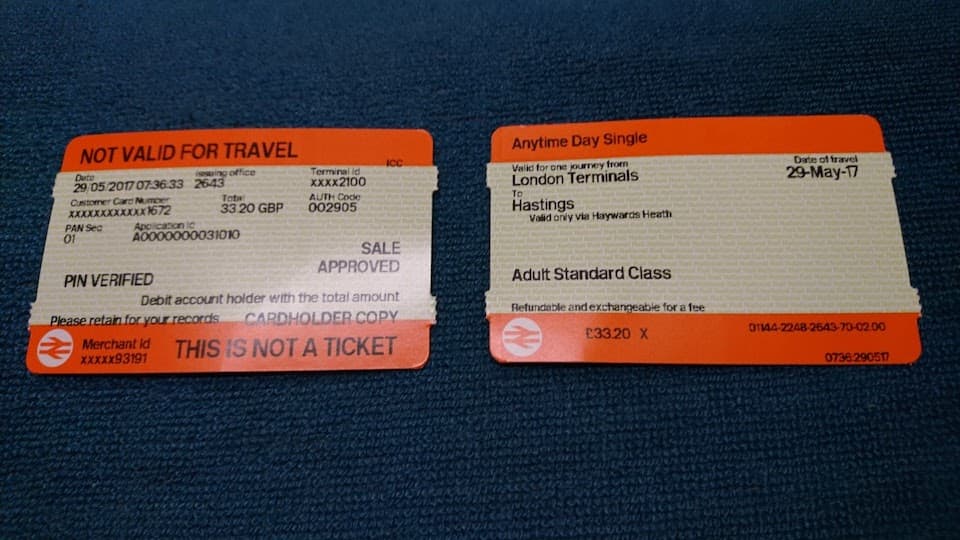 NOT VALID FOR TRAVEL
ICC
Date Issuing office Terminal Id
29/05/2017 07:36:33 2643 XXXX2100
Customer Card Number Total AUTH Code
XXXXXXXXXXXX1672 33.20 GBP 002905
PAN Seq Application Id
01 A0000000031010
SALE
PIN VERIFIED APPROVED
Debit account holder with the total amount
Please retain for your records CARDHOLDER COPY
Merchant Id
XXXXX93191 THIS IS NOT A TICKET
Anytime Day Single
Valid for one journey from Date of travel
London Terminals 29-May-17
To
Hastings
Valid only via Haywards Heath
Adult Standard Class
Refundable and exchangeable for a fee
£33.20 X 01144-2248-2643-70-02.00
0736:290517